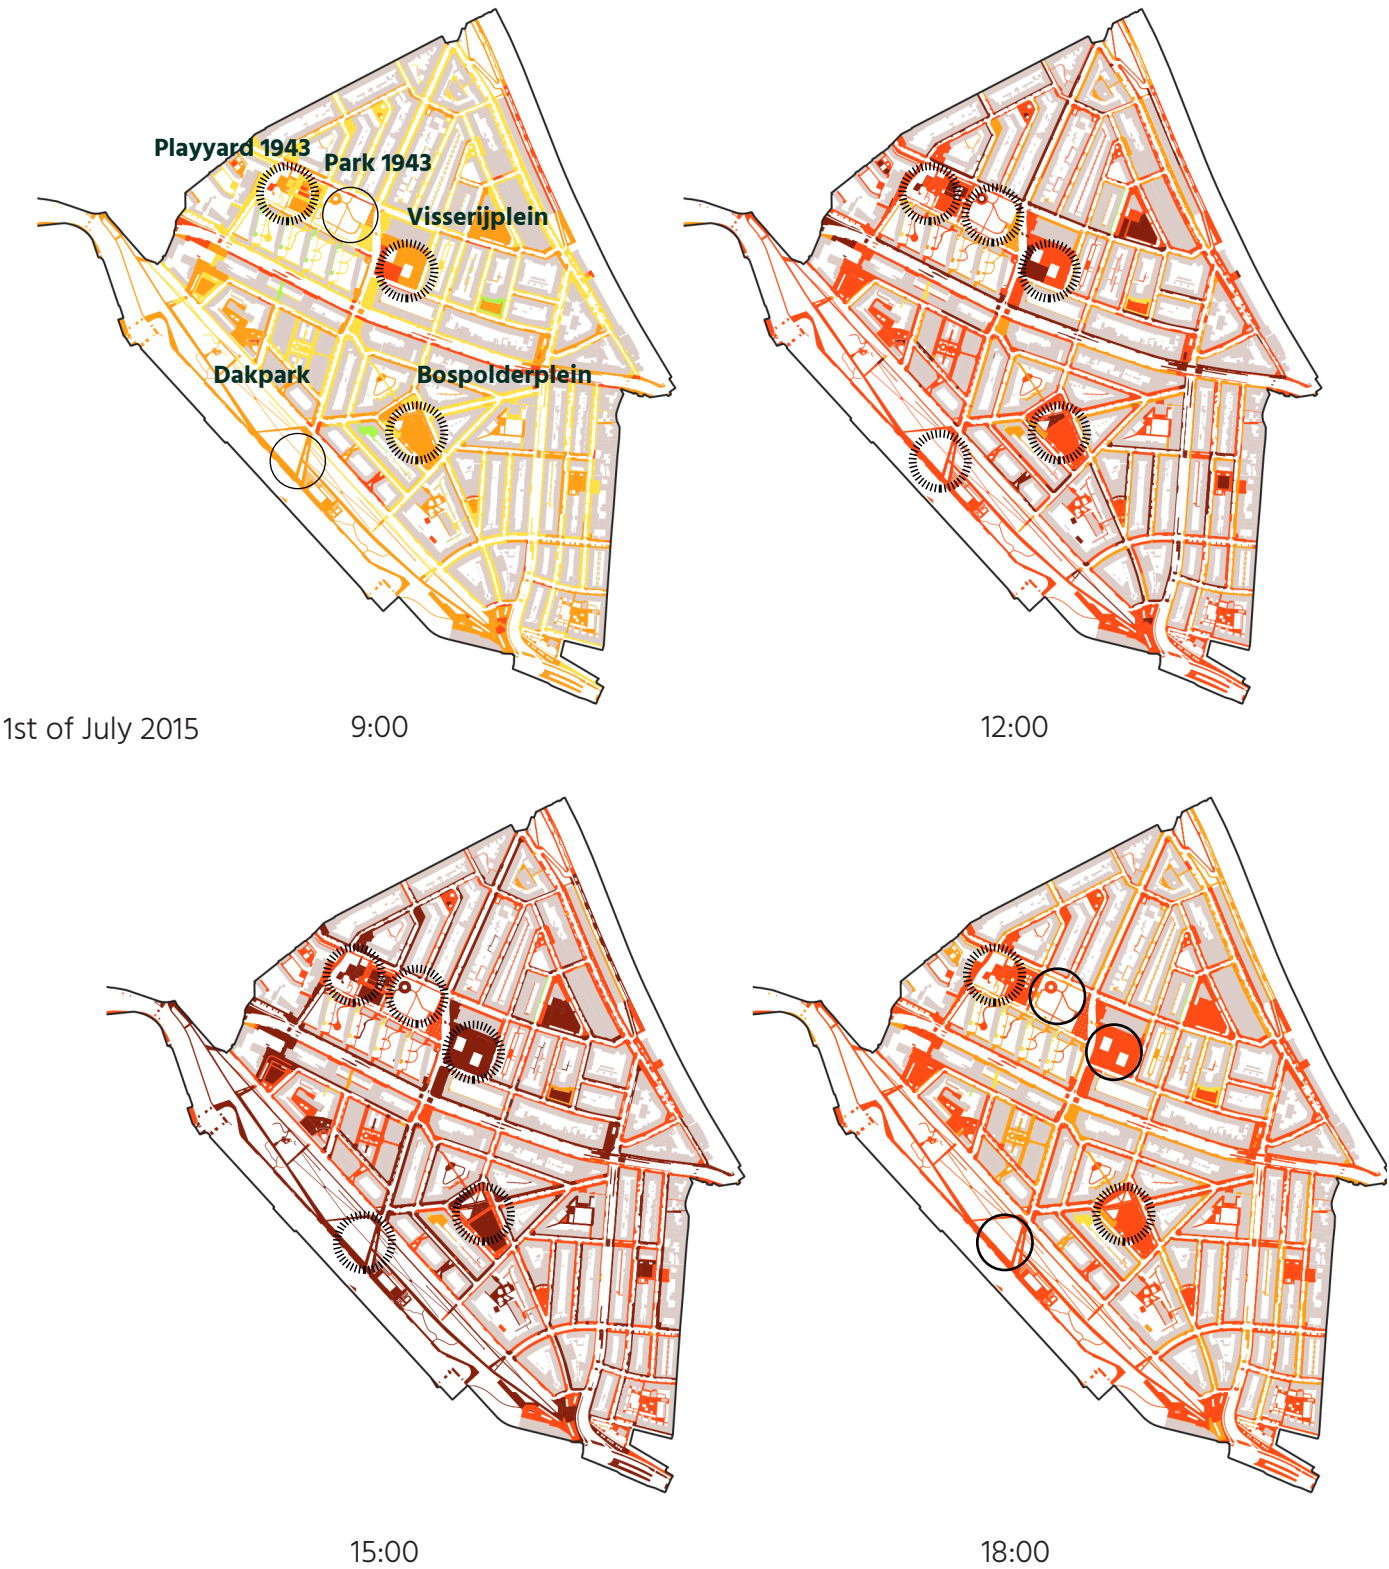 Playyard 1943
Park 1943
Visserijplein
Dakpark
Bospolderplein
1st of July 2015
9:00
12:00
15:00
18:00